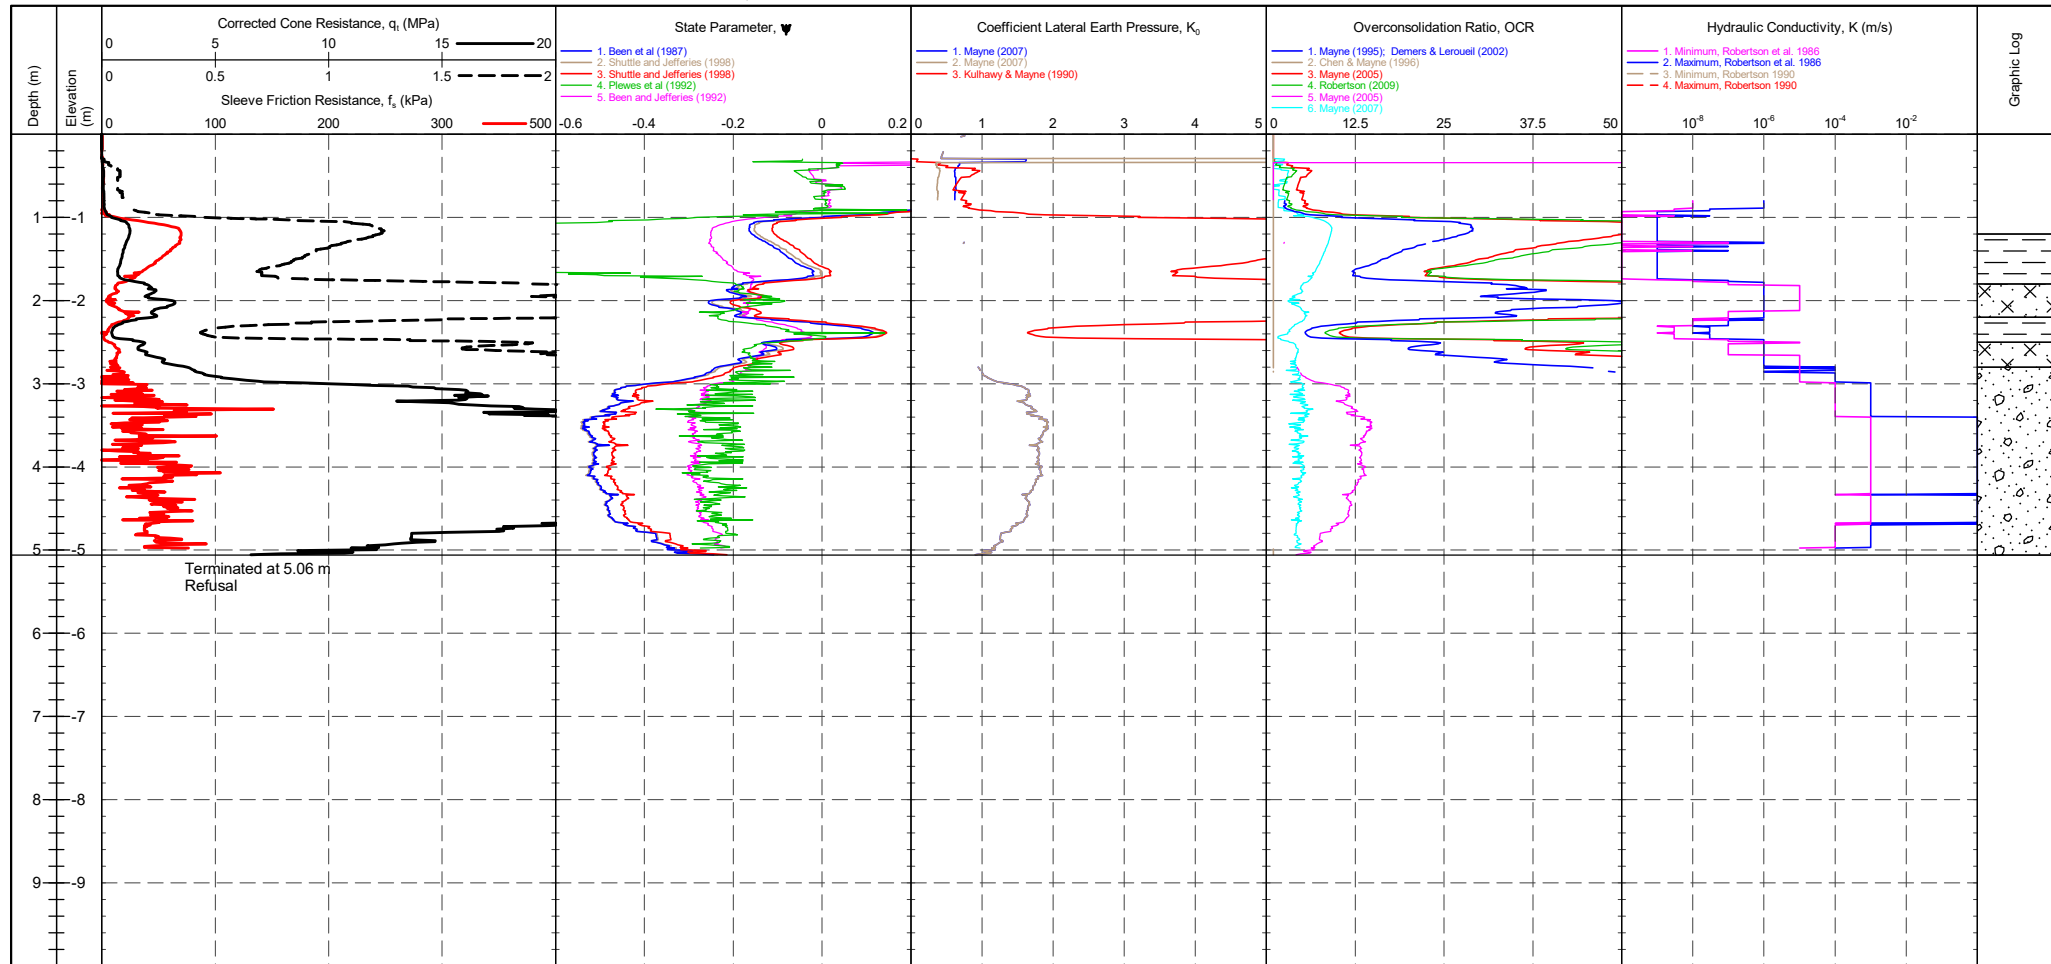 Depth (m)
Elevation
(m)
Corrected Cone Resistance, qt (MPa)
0 5 10 15 20
0 0.5 1 1.5 2
Sleeve Friction Resistance, fs (kPa)
0 100 200 300 500
State Parameter, ψ
1. Been et al (1987)
2. Shuttle and Jefferies (1998)
3. Shuttle and Jefferies (1998)
4. Plewes et al (1992)
5. Been and Jefferies (1992)
-0.6 -0.4 -0.2 0 0.2
Coefficient Lateral Earth Pressure, K0
1. Mayne (2007)
2. Mayne (2007)
3. Kulhawy & Mayne (1990)
0 1 2 3 4 5
Overconsolidation Ratio, OCR
1. Mayne (1995); Demers & Leroueil (2002)
2. Chen & Mayne (1996)
3. Mayne (2005)
4. Robertson (2009)
5. Mayne (2005)
6. Mayne (2007)
0 12.5 25 37.5 50
Hydraulic Conductivity, K (m/s)
1. Minimum, Robertson et al. 1986
2. Maximum, Robertson et al. 1986
3. Minimum, Robertson 1990
4. Maximum, Robertson 1990
10-8 10-6 10-4 10-2
Graphic Log
1 -1
2 -2
3 -3
4 -4
5 -5
Terminated at 5.06 m
Refusal
6 -6
7 -7
8 -8
9 -9